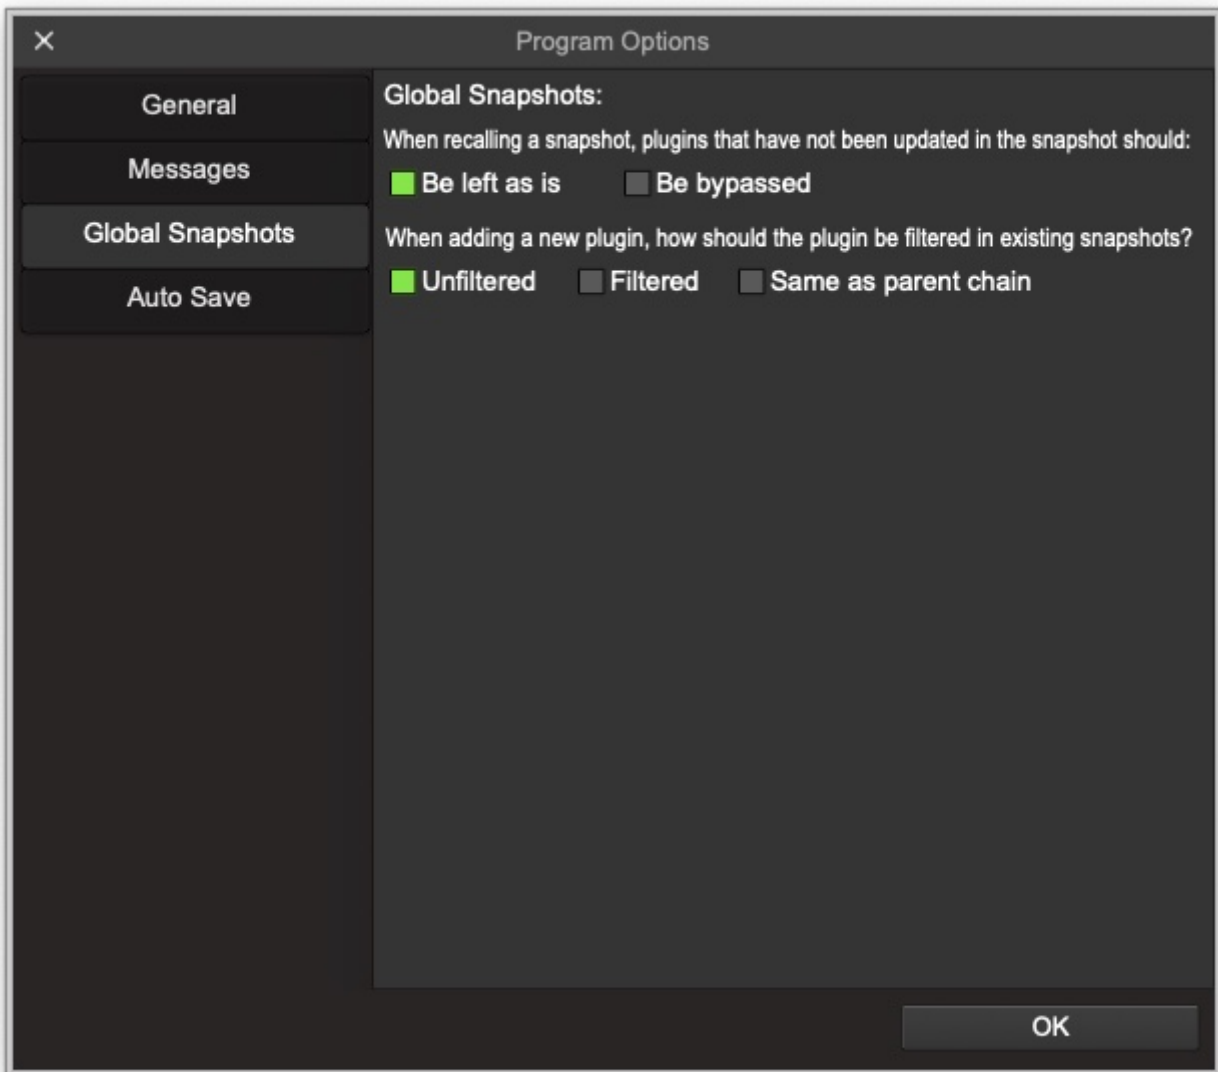 Program Options
General
Messages
Global Snapshots
Auto Save
Global Snapshots:
When recalling a snapshot, plugins that have not been updated in the snapshot should:
Be left as is Be bypassed
When adding a new plugin, how should the plugin be filtered in existing snapshots?
Unfiltered Filtered Same as parent chain
OK